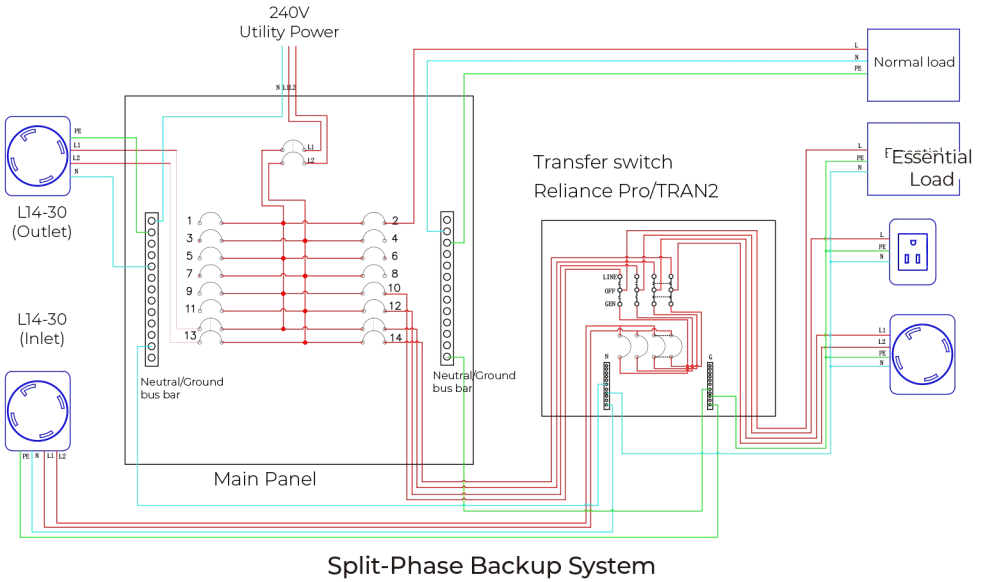 240V
Utility Power
N L1 L2
PE
L1
L2
N
L14-30
(Outlet)
L14-30
(Inlet)
PE N L1 L2
L1
L2
1
3
5
7
9
11
13
2
4
6
8
10
12
14
Neutral/Ground
bus bar
Neutral/Ground
bus bar
Main Panel
Transfer switch
Reliance Pro/TRAN2
LINE
OFF
GEN
N
G
L
N
PE
Normal load
L
PE
N
Essential
Load
L
PE
N
L1
L2
PE
N
Split-Phase Backup System